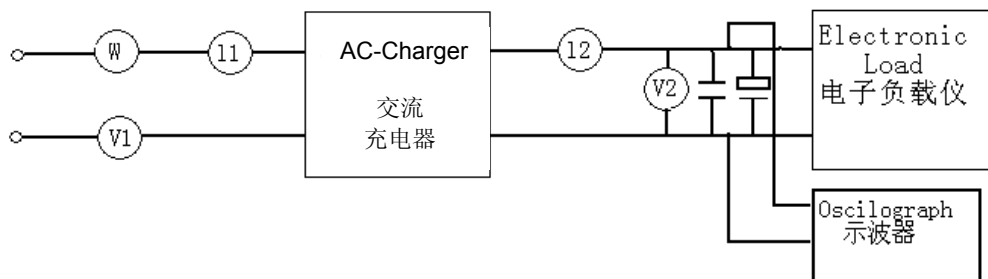 W
I1
V1
AC-Charger
交流
充电器
I2
V2
Electronic
Load
电子负载仪
Oscilograph
示波器